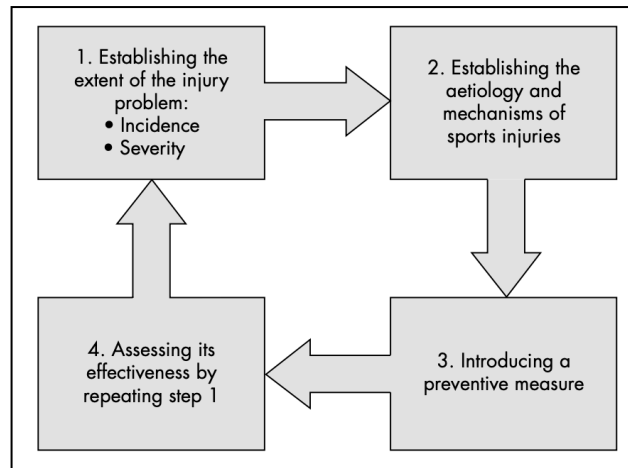 1. Establishing the
extent of the injury
problem:
• Incidence
• Severity
2. Establishing the
aetiology and
mechanisms of
sports injuries
3. Introducing a
preventive measure
4. Assessing its
effectiveness by
repeating step 1